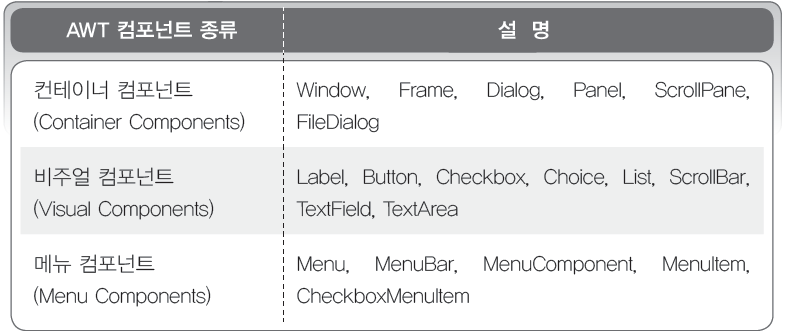 AWT 컴포넌트 종류 설 명
컨테이너 컴포넌트 Window, Frame, Dialog, Panel, ScrollPane,
(Container Components) FileDialog
비주얼 컴포넌트 Label, Button, Checkbox, Choice, List, ScrollBar,
(Visual Components) TextField, TextArea
메뉴 컴포넌트 Menu, MenuBar, MenuComponent, MenuItem,
(Menu Components) CheckboxMenuItem